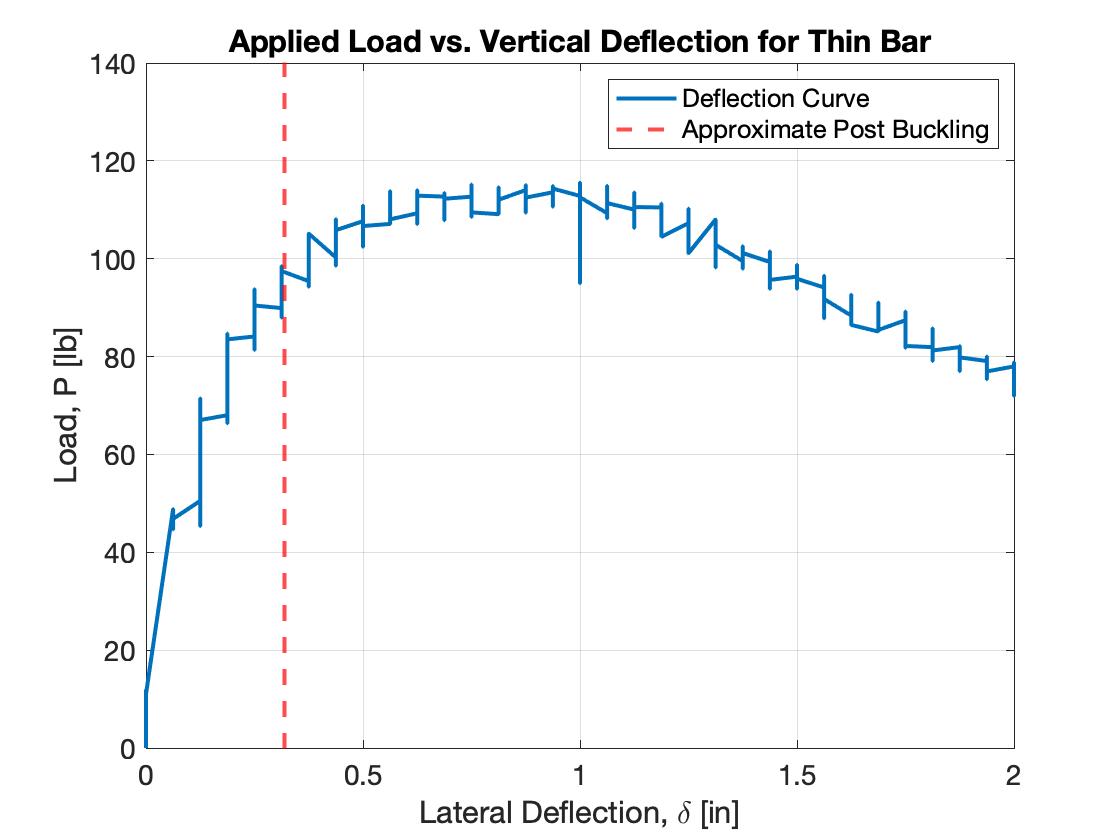 Applied Load vs. Vertical Deflection for Thin Bar
Deflection Curve
Approximate Post Buckling
Load, P [lb]
140
120
100
80
60
40
20
0
0 0.5 1 1.5 2
Lateral Deflection, δ [in]